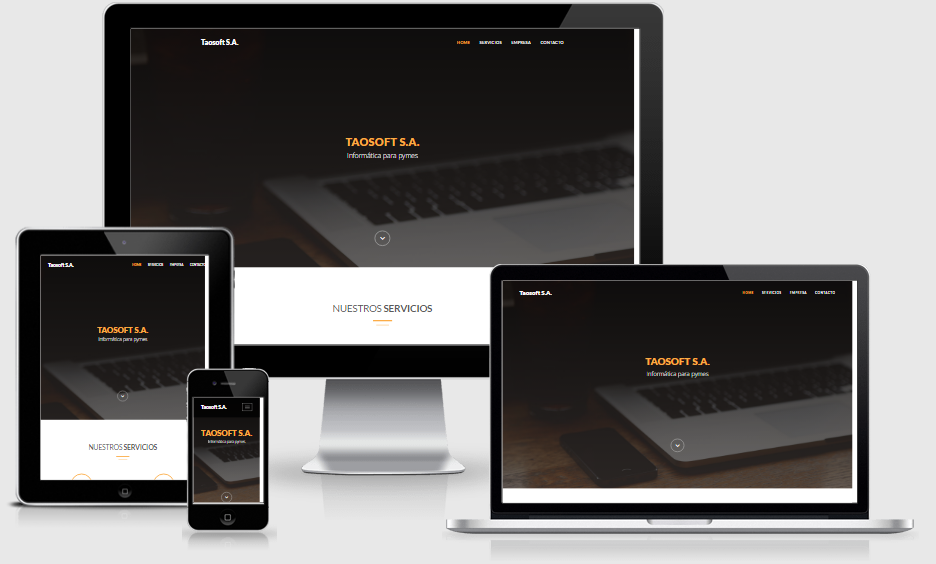 Taosoft S.A.
HOME SERVICIOS EMPRESA CONTACTO
TAOSOFT S.A.
Informática para pymes
NUESTROS SERVICIOS
Taosoft S.A.
HOME SERVICIOS EMPRESA CONTACTO
TAOSOFT S.A.
Informática para pymes
NUESTROS SERVICIOS
Taosoft S.A.
TAOSOFT S.A.
Informática para pymes.
Taosoft S.A.
HOME SERVICIOS EMPRESA CONTACTO
TAOSOFT S.A.
Informática para pymes